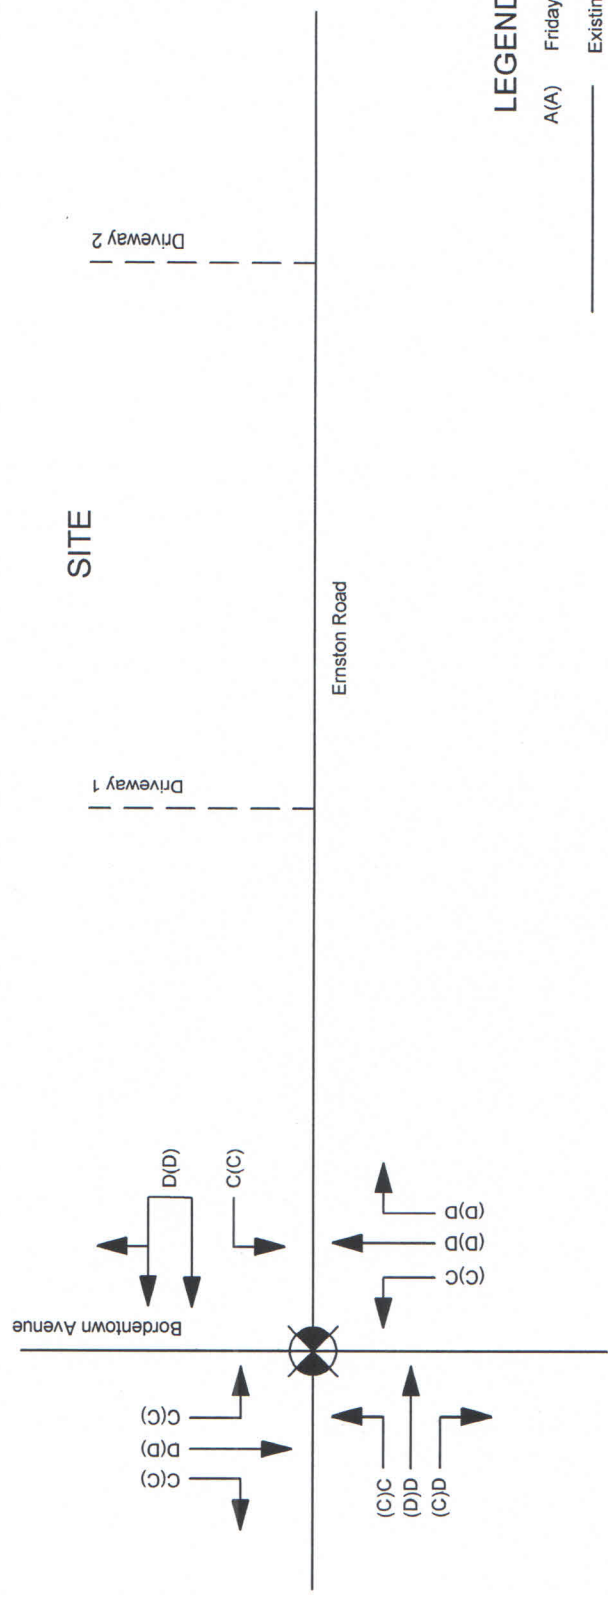 SITE
Driveway 1
Driveway 2
Ernston Road
Bordentown Avenue
C(C)
D(D)
C(C)
D(D)
C(C)
(C)C
(D)D
(C)D
(C)C
(D)D
(D)D
LEGEND
A(A) Friday
Existin